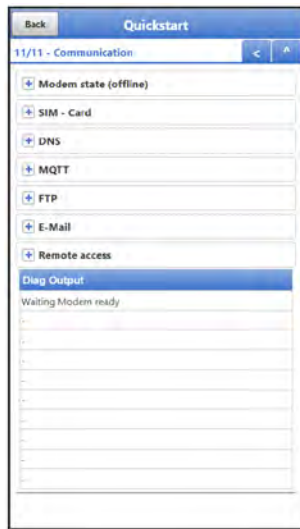 Back
Quickstart
11/11 - Communication
<
^
+ Modem state (offline)
+ SIM - Card
+ DNS
+ MQTT
+ FTP
+ E-Mail
+ Remote access
Diag Output
Waiting Modem ready
-
-
-
-
-
-
-
-
-